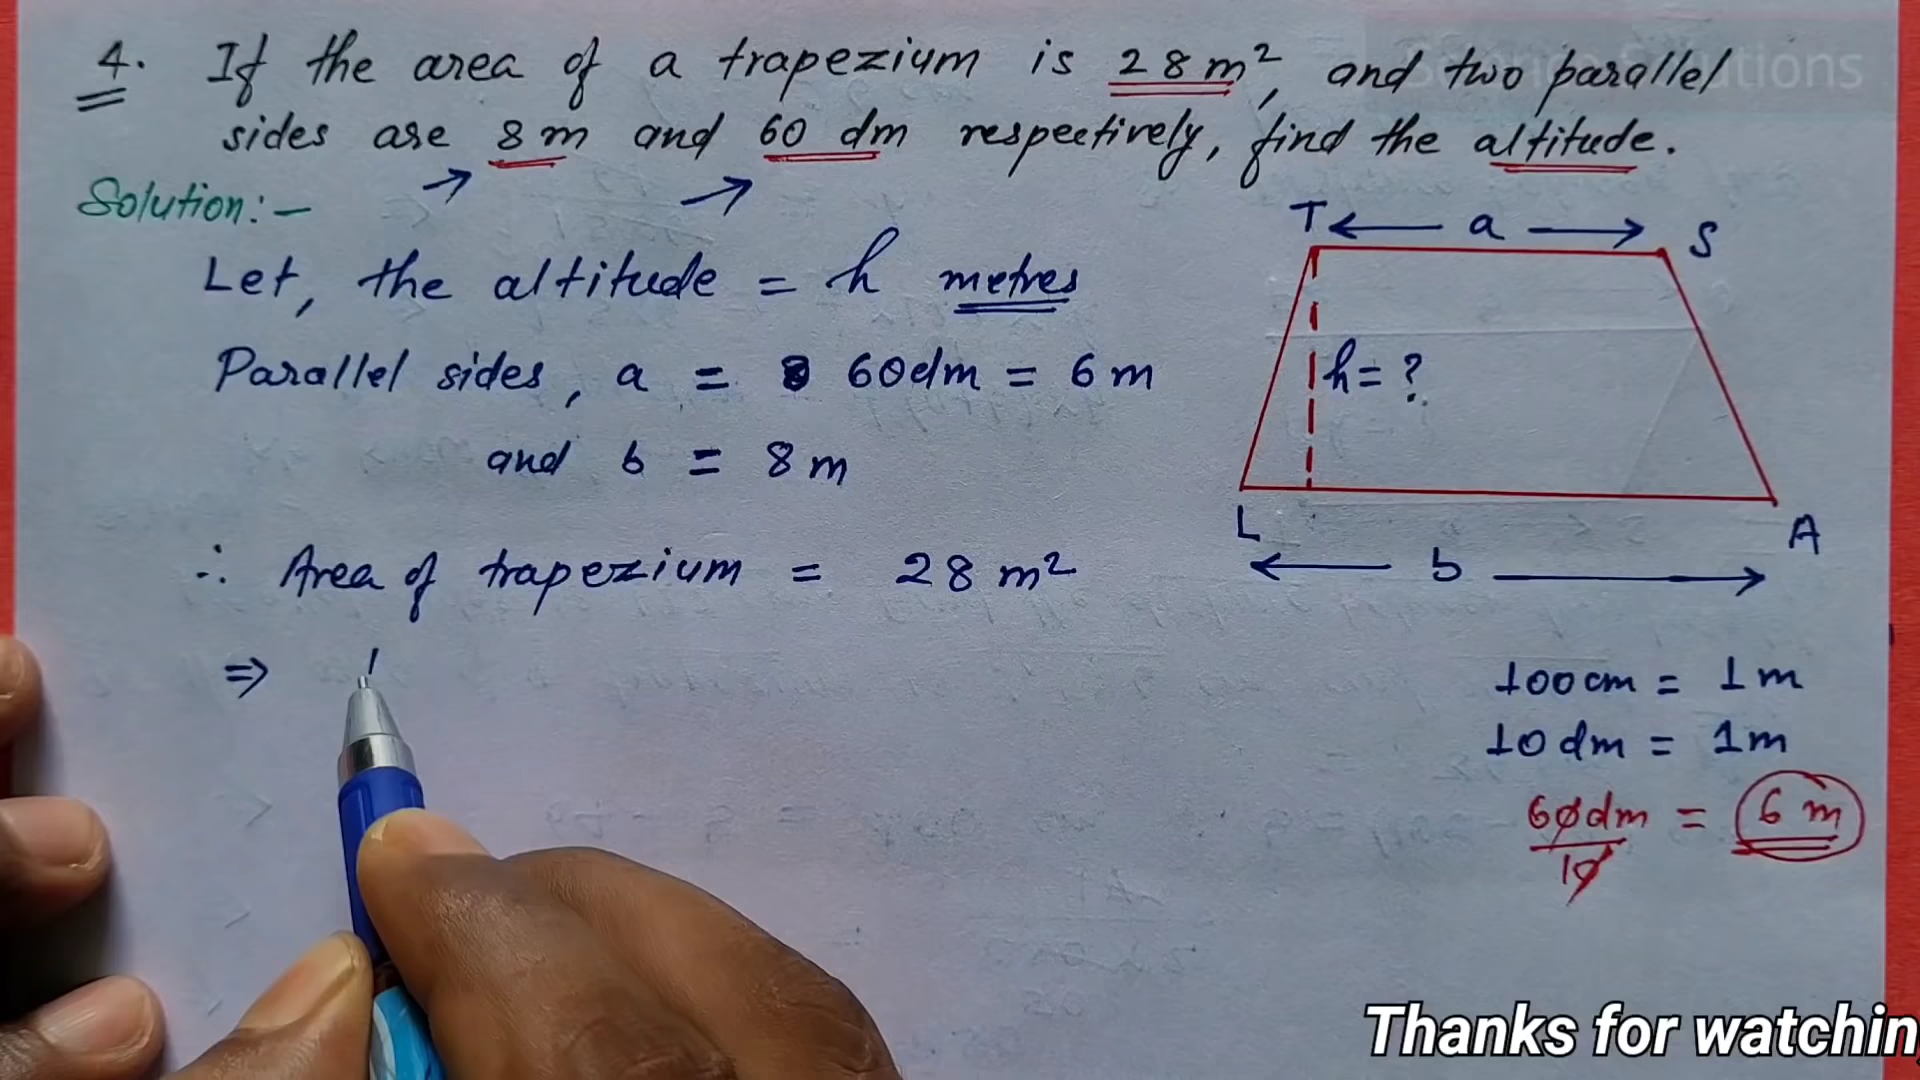 4. If the area of a trapezium is 28 m², and two parallel
sides are 8 m and 60 dm respectively, find the altitude.
Solution:-
Let, the altitude = h metres
Parallel sides, a = 60dm = 6 m
and b = 8 m
∴ Area of trapezium = 28 m²
⇒ 1
T a S
h = ?
L A
b
100 cm = 1 m
10 dm = 1 m
60dm/10 = 6 m
Thanks for watchin